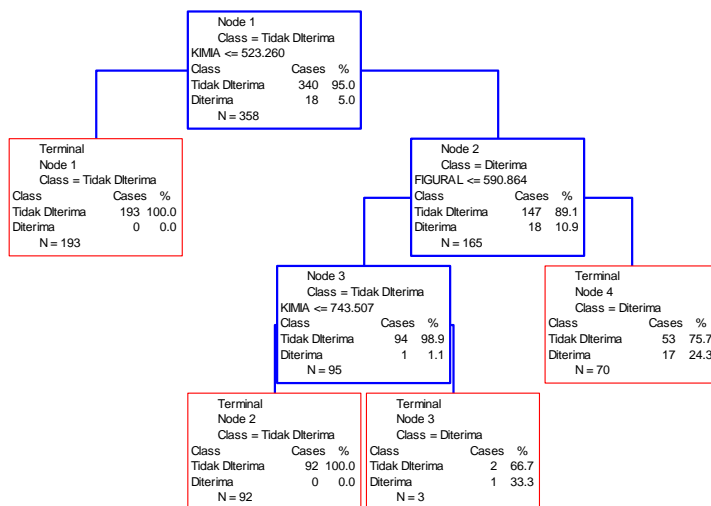 Node 1
Class = Tidak DIterima
KIMIA <= 523.260
Class Cases %
Tidak DIterima 340 95.0
Diterima 18 5.0
N = 358
Terminal
Node 1
Class = Tidak DIterima
Class Cases %
Tidak DIterima 193 100.0
Diterima 0 0.0
N = 193
Node 2
Class = Diterima
FIGURAL <= 590.864
Class Cases %
Tidak DIterima 147 89.1
Diterima 18 10.9
N = 165
Node 3
Class = Tidak DIterima
KIMIA <= 743.507
Class Cases %
Tidak DIterima 94 98.9
Diterima 1 1.1
N = 95
Terminal
Node 4
Class = Diterima
Class Cases %
Tidak DIterima 53 75.7
Diterima 17 24.3
N = 70
Terminal
Node 2
Class = Tidak DIterima
Class Cases %
Tidak DIterima 92 100.0
Diterima 0 0.0
N = 92
Terminal
Node 3
Class = Diterima
Class Cases %
Tidak DIterima 2 66.7
Diterima 1 33.3
N = 3